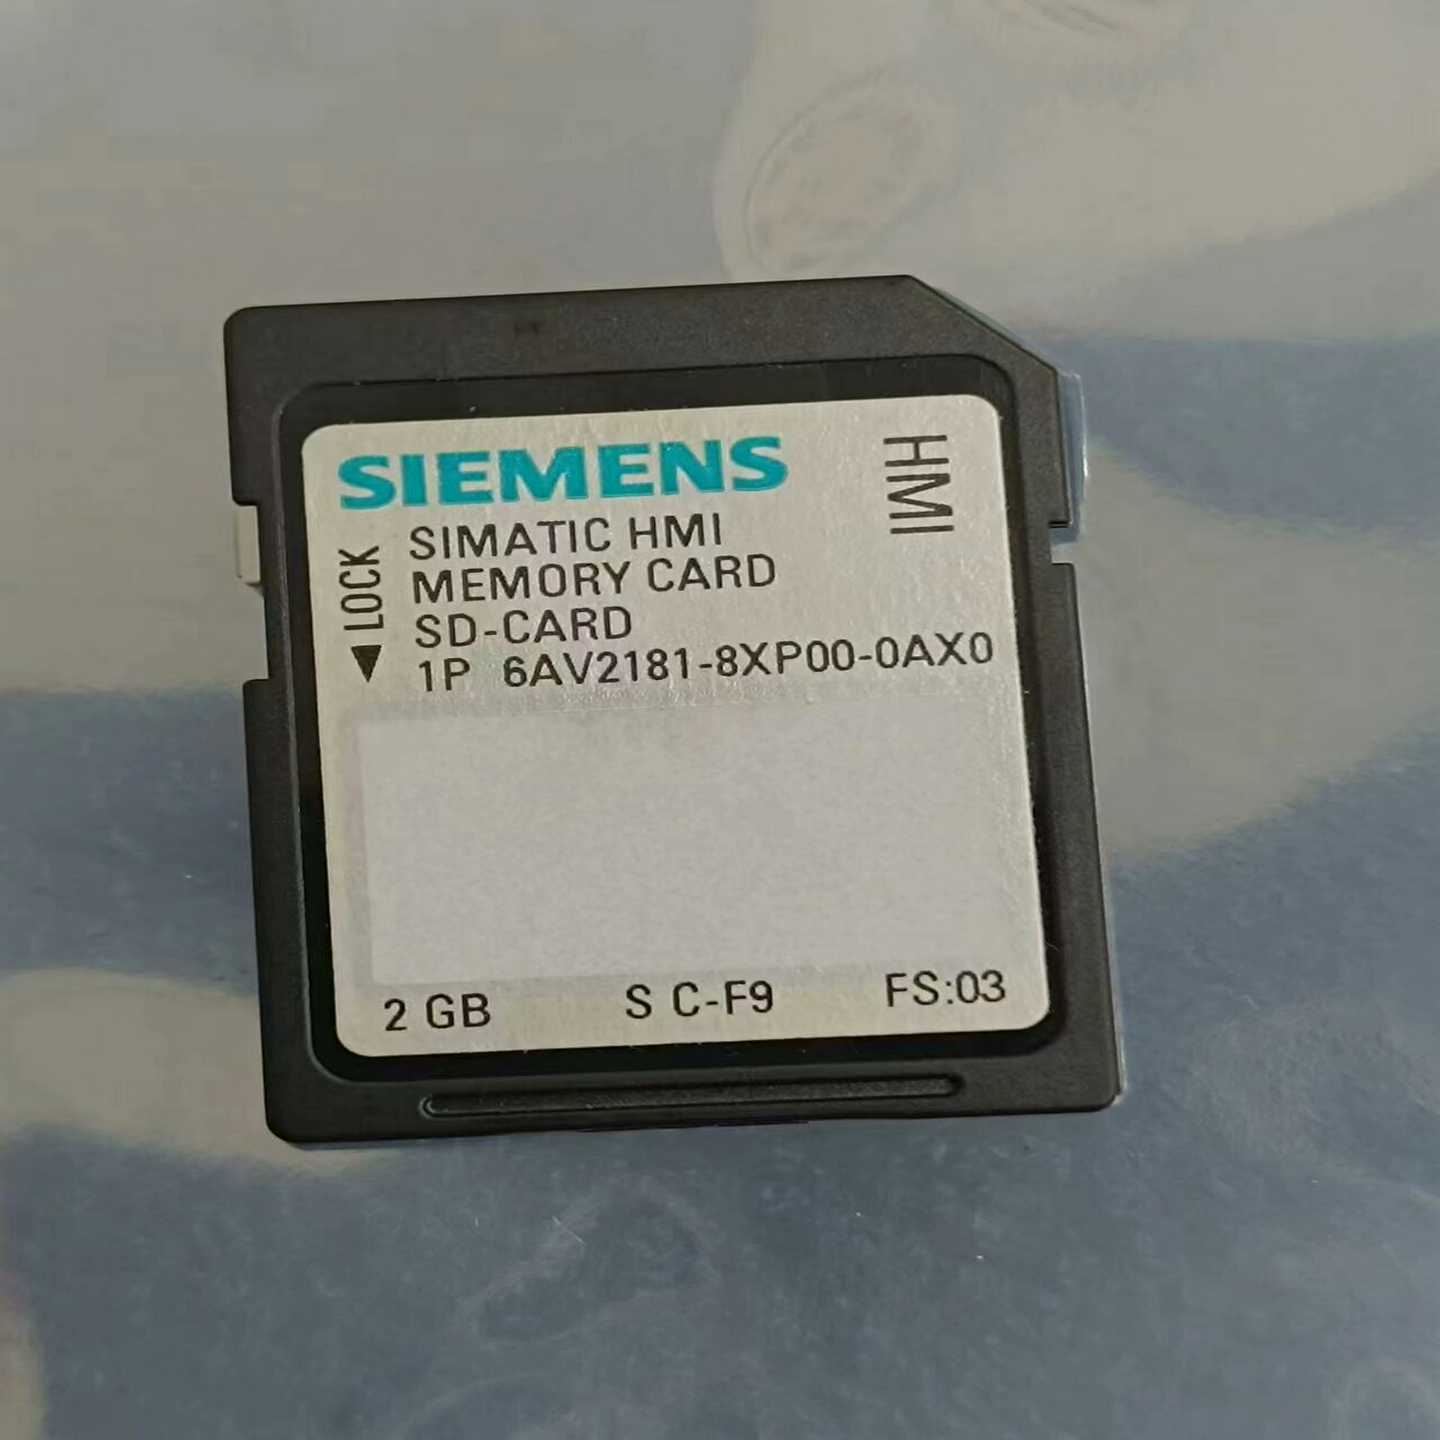 SIEMENS
HMI
SIMATIC HMI
MEMORY CARD
SD-CARD
1P 6AV2181-8XP00-0AX0
LOCK
2 GB S C-F9 FS:03